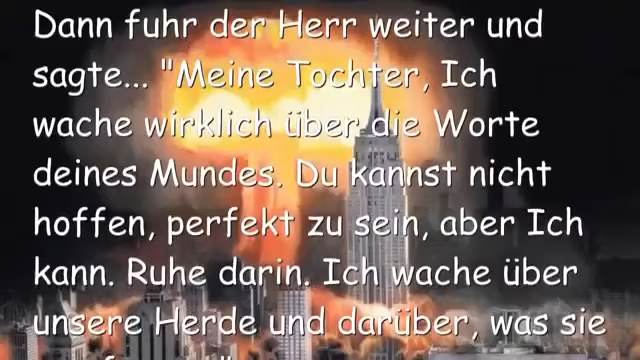 Dann fuhr der Herr weiter und
sagte... "Meine Tochter, Ich
wache wirklich über die Worte
deines Mundes. Du kannst nicht
hoffen, perfekt zu sein, aber Ich
kann. Ruhe darin. Ich wache über
unsere Herde und darüber, was sie